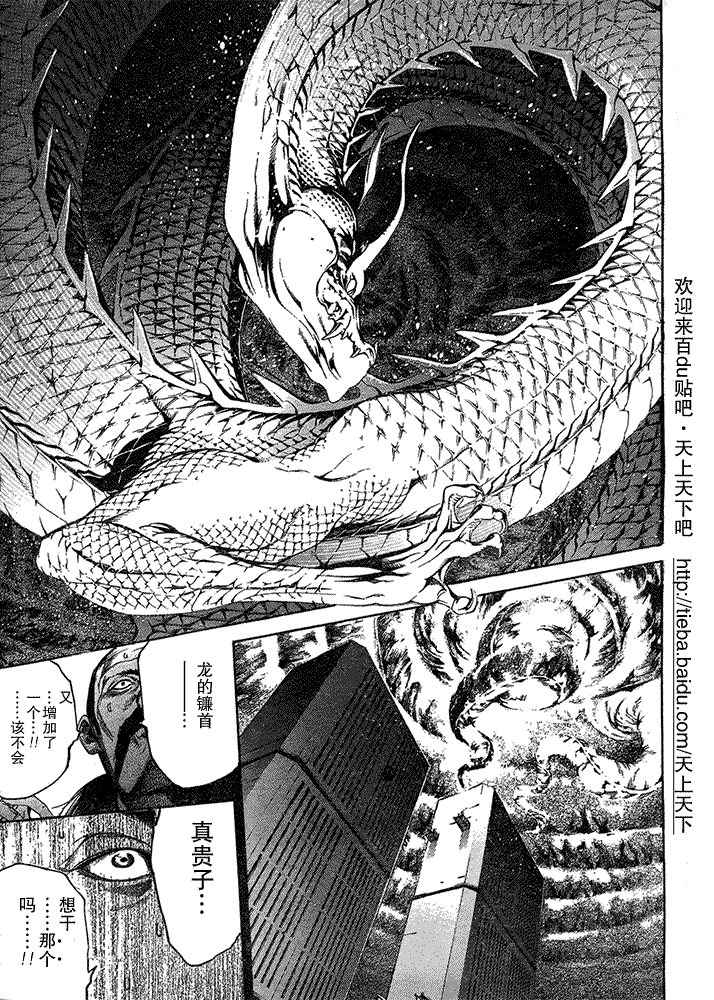 龙的镰首
————……
又
…增加了
一个…!!
……该不会
真贵子…
想干・・
……那个
吗……!!
欢迎来百du贴吧・天上天下吧 http://tieba.baidu.com/天上天下